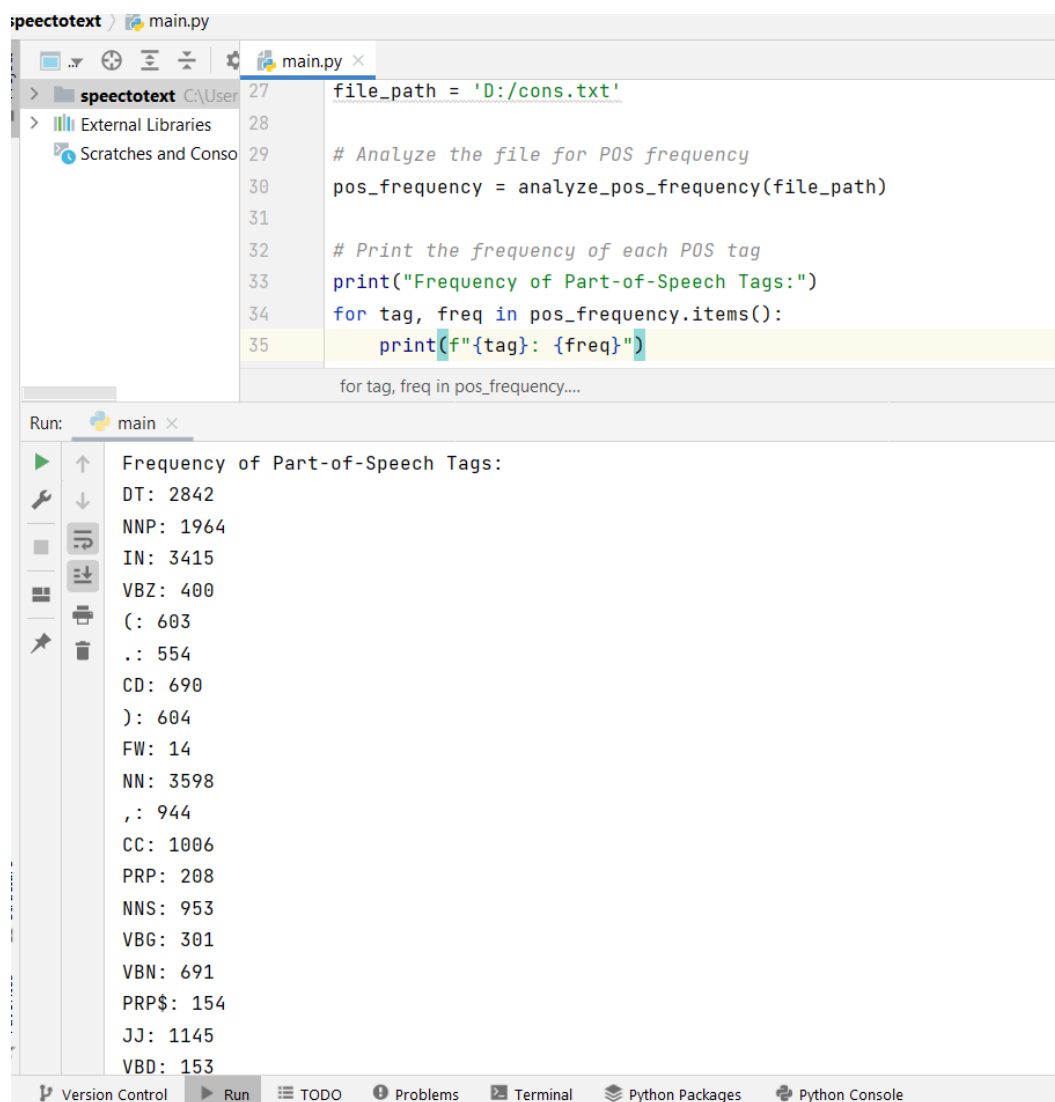 speectotext 〉 main.py
main.py ×
speectotext C:\User
External Libraries
Scratches and Conso
27 file_path = 'D:/cons.txt'
28
29 # Analyze the file for POS frequency
30 pos_frequency = analyze_pos_frequency(file_path)
31
32 # Print the frequency of each POS tag
33 print("Frequency of Part-of-Speech Tags:")
34 for tag, freq in pos_frequency.items():
35 print(f"{tag}: {freq}")
for tag, freq in pos_frequency....
Run: main ×
Frequency of Part-of-Speech Tags:
DT: 2842
NNP: 1964
IN: 3415
VBZ: 400
(: 603
.: 554
CD: 690
): 604
FW: 14
NN: 3598
,: 944
CC: 1006
PRP: 208
NNS: 953
VBG: 301
VBN: 691
PRP$: 154
JJ: 1145
VBD: 153
Version Control Run TODO Problems Terminal Python Packages Python Console